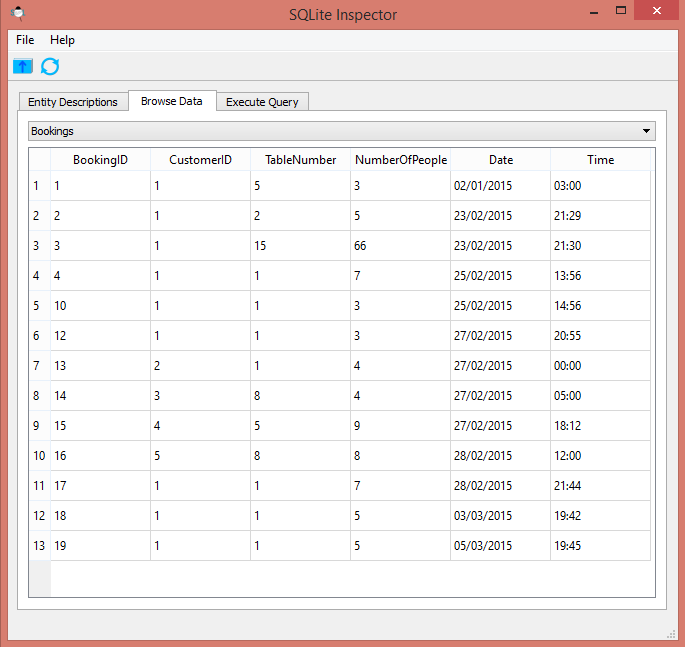 SQLite Inspector
File Help
Entity Descriptions Browse Data Execute Query
Bookings
BookingID CustomerID TableNumber NumberOfPeople Date Time
1 1 1 5 3 02/01/2015 03:00
2 2 1 2 5 23/02/2015 21:29
3 3 1 15 66 23/02/2015 21:30
4 4 1 1 7 25/02/2015 13:56
5 10 1 1 3 25/02/2015 14:56
6 12 1 1 3 27/02/2015 20:55
7 13 2 1 4 27/02/2015 00:00
8 14 3 8 4 27/02/2015 05:00
9 15 4 5 9 27/02/2015 18:12
10 16 5 8 8 28/02/2015 12:00
11 17 1 1 7 28/02/2015 21:44
12 18 1 1 5 03/03/2015 19:42
13 19 1 1 5 05/03/2015 19:45